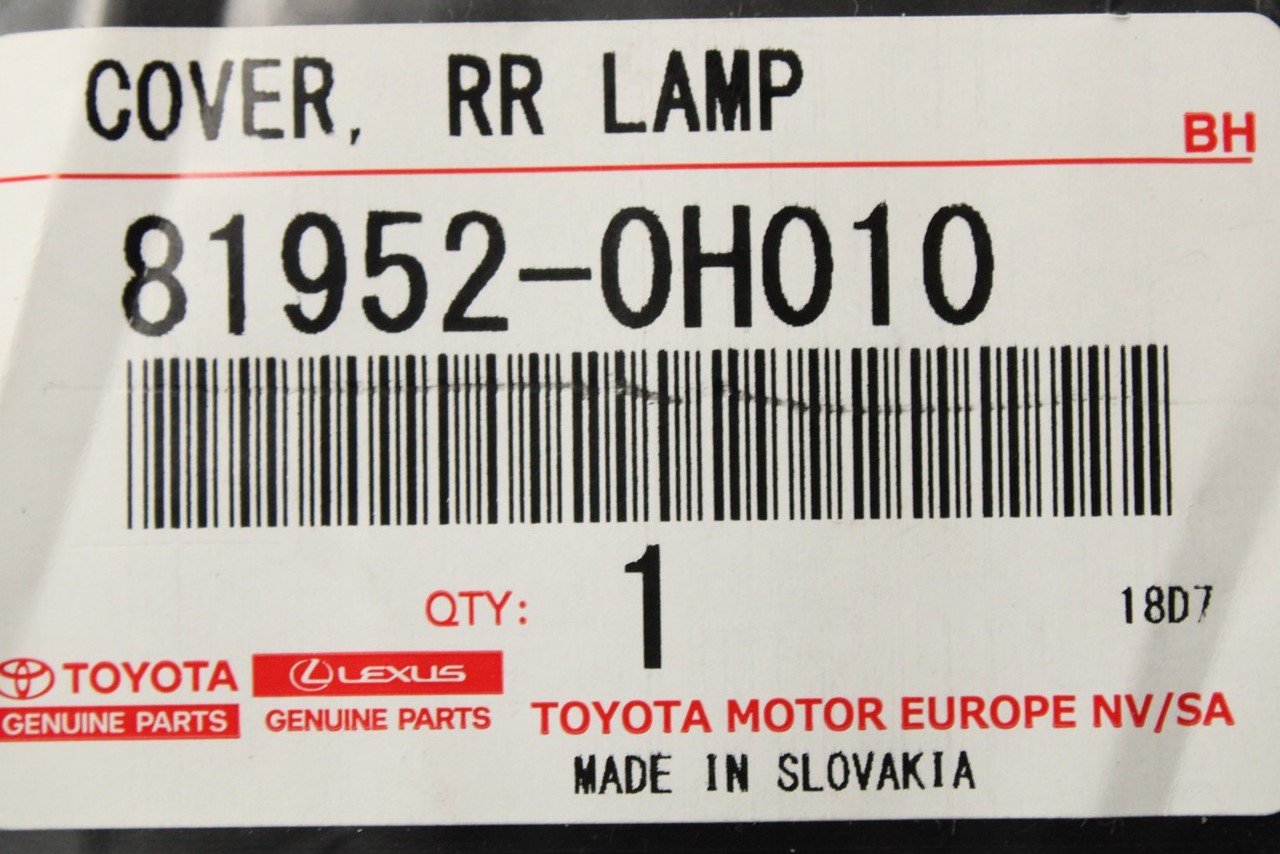 COVER, RR LAMP
BH
81952-0H010
QTY: 1
18D7
TOYOTA
GENUINE PARTS
LEXUS
GENUINE PARTS
TOYOTA MOTOR EUROPE NV/SA
MADE IN SLOVAKIA